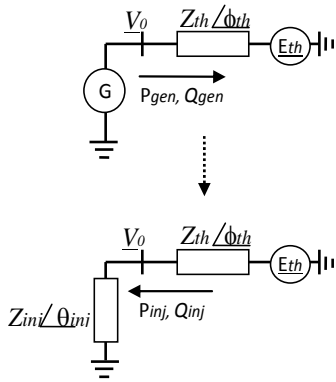 V0
Zth∠ϕth
Eth
G
Pgen, Qgen
V0
Zth∠ϕth
Eth
Zinj∠θinj
Pinj, Qinj